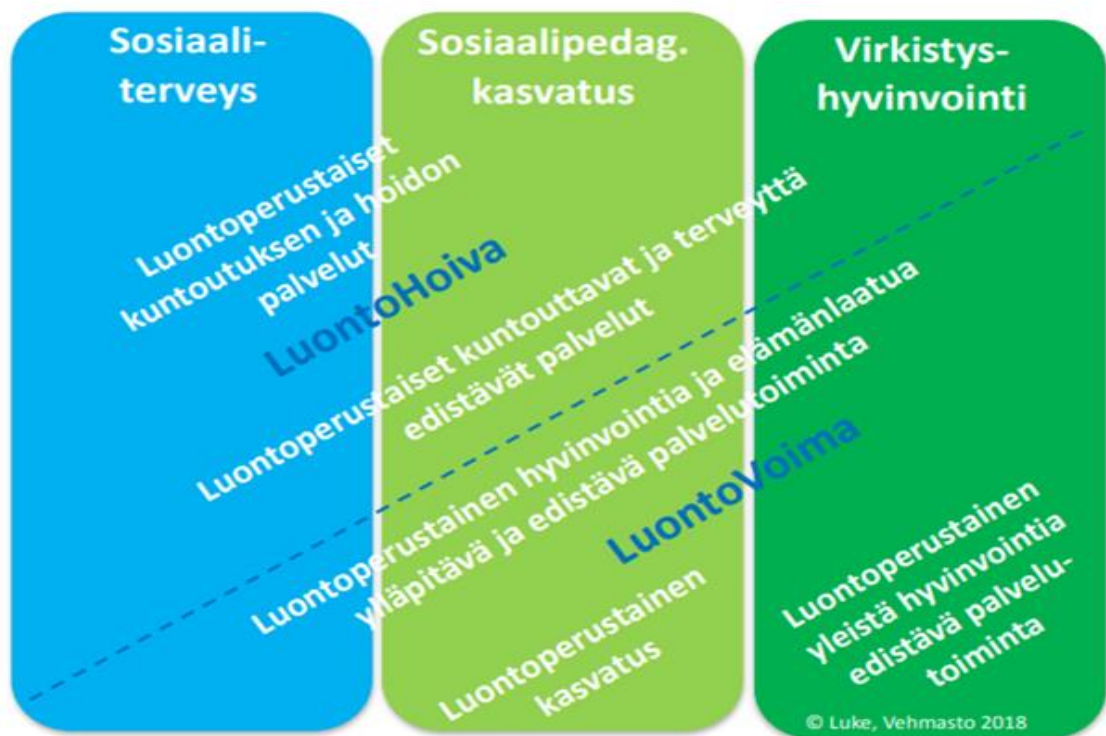 Sosiaali-
terveys
Sosiaalipedag.
kasvatus
Virkistys-
hyvinvointi
Luontoperustaiset
kuntoutuksen ja hoidon
palvelut
LuontoHoiva
Luontoperustaiset kuntouttavat ja terveyttä
edistävät palvelut
Luontoperustainen hyvinvointia ja elämänlaatua
ylläpitävä ja edistävä palvelutoiminta
LuontoVoima
Luontoperustainen
kasvatus
Luontoperustainen
yleistä hyvinvointia
edistävä palvelu-
toiminta
© Luke, Vehmasto 2018